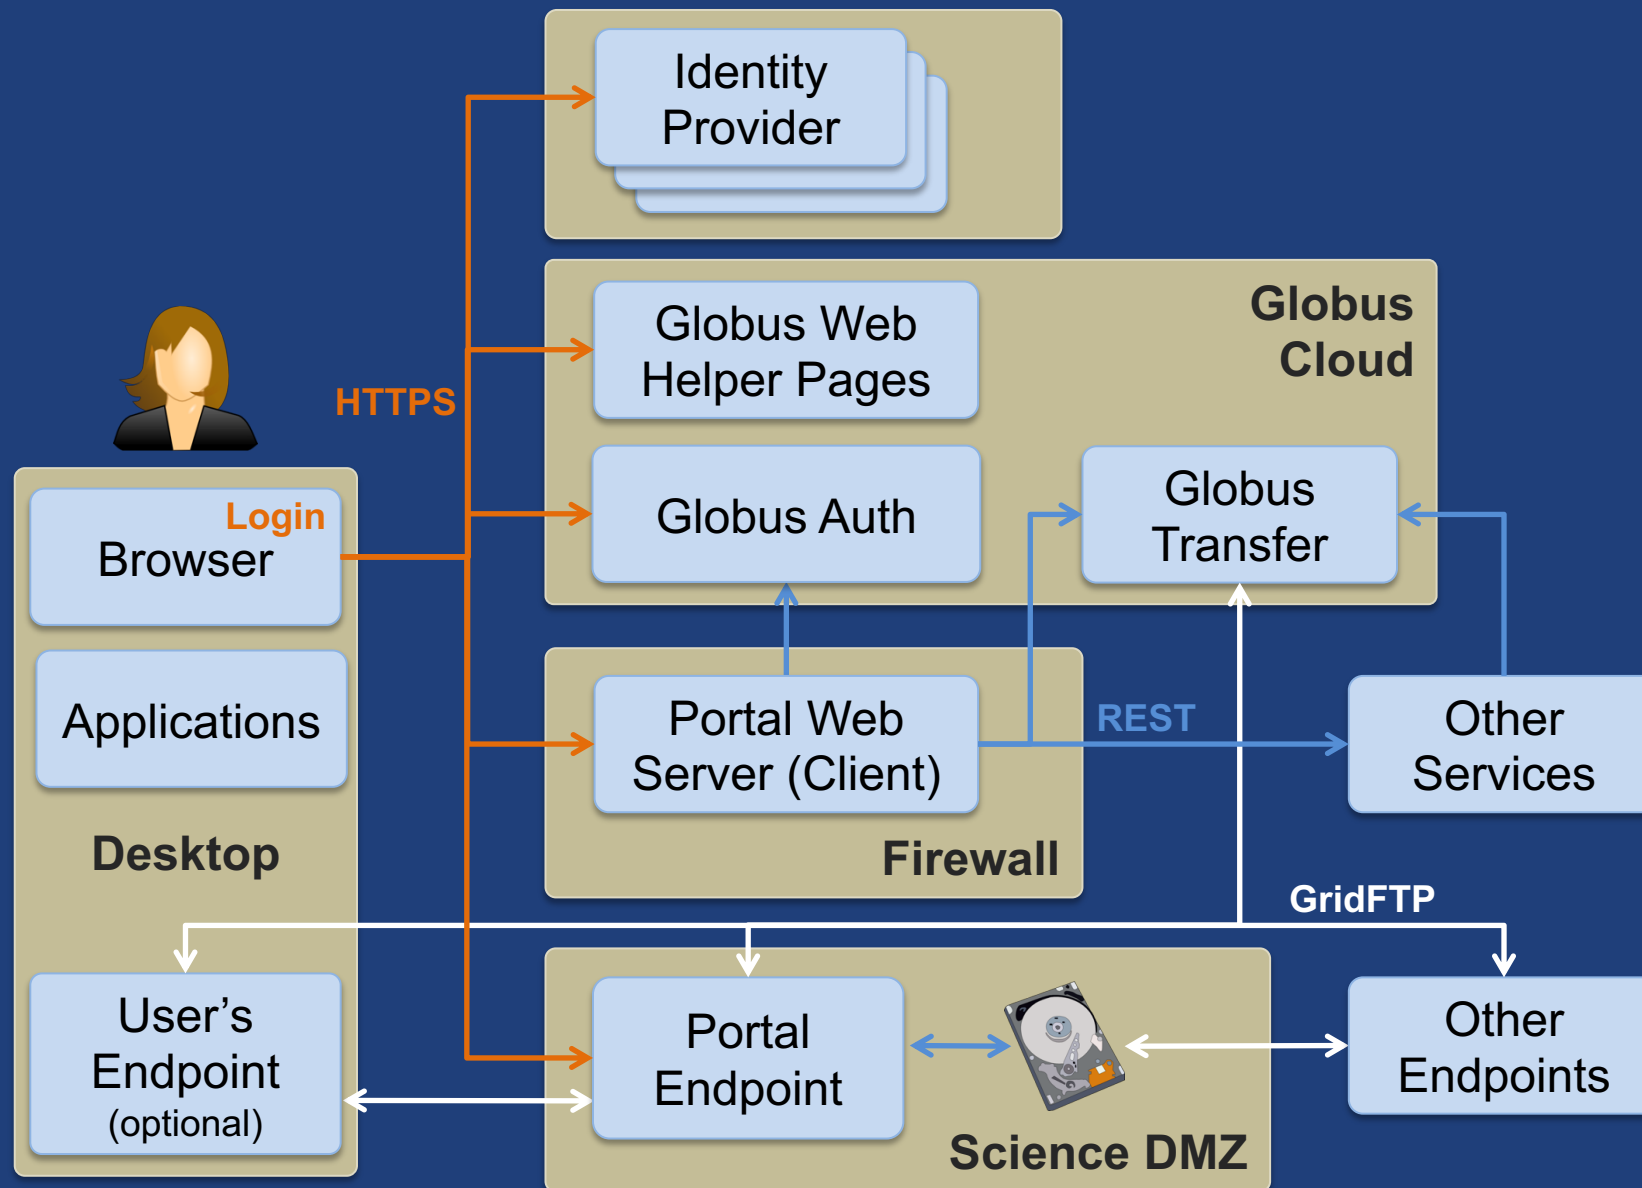 Identity
Provider
Globus Web
Helper Pages
Globus
Cloud
HTTPS
Login
Browser
Globus Auth
Globus
Transfer
Applications
Portal Web
Server (Client)
REST
Other
Services
Desktop
Firewall
GridFTP
User’s
Endpoint
(optional)
Portal
Endpoint
Other
Endpoints
Science DMZ